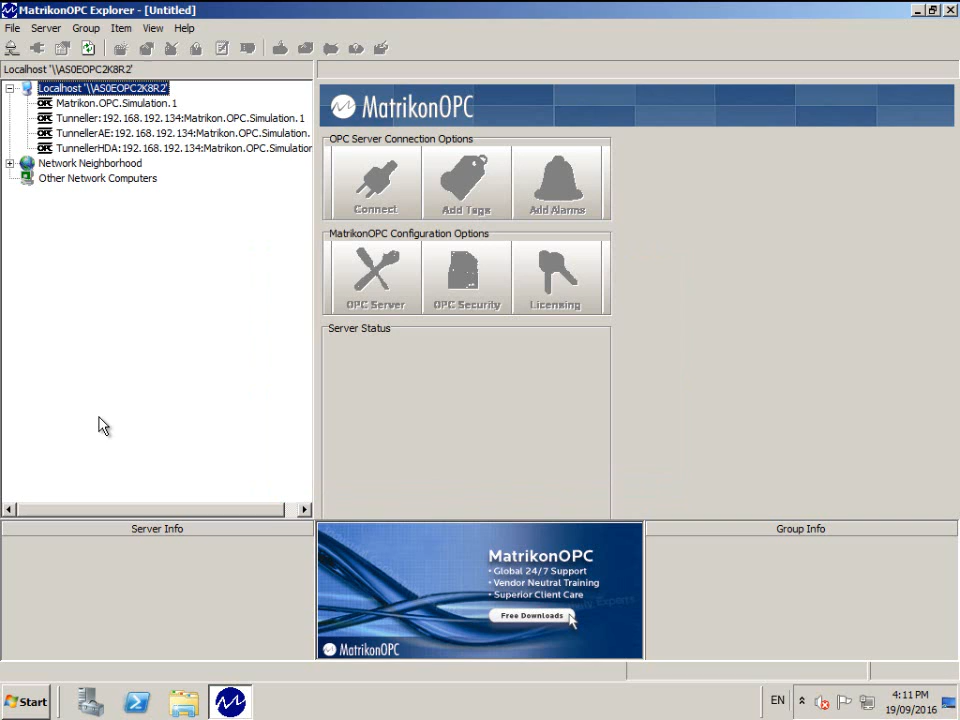 MatrikonOPC Explorer - [Untitled]
File Server Group Item View Help
Localhost '\\AS0EOPC2K8R2'
Localhost '\\AS0EOPC2K8R2'
Matrikon.OPC.Simulation.1
Tunneller:192.168.192.134:Matrikon.OPC.Simulation.1
TunnellerAE:192.168.192.134:Matrikon.OPC.Simulation.
TunnellerHDA:192.168.192.134:Matrikon.OPC.Simulation
Network Neighborhood
Other Network Computers
MatrikonOPC
OPC Server Connection Options
Connect Add Tags Add Alarms
MatrikonOPC Configuration Options
OPC Server OPC Security Licensing
Server Status
Server Info
MatrikonOPC
• Global 24/7 Support
• Vendor Neutral Training
• Superior Client Care
Free Downloads
MatrikonOPC
Group Info
Start
EN
4:11 PM
19/09/2016